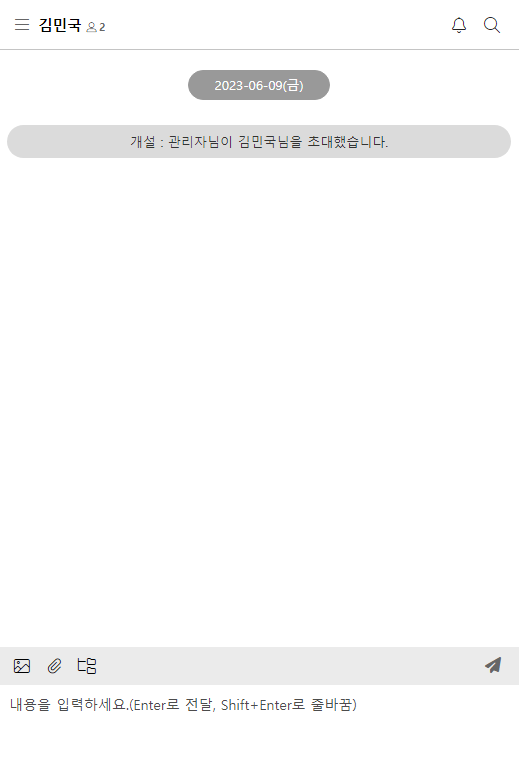 김민국 2
2023-06-09(금)
개설 : 관리자님이 김민국님을 초대했습니다.
내용을 입력하세요.(Enter로 전달, Shift+Enter로 줄바꿈)